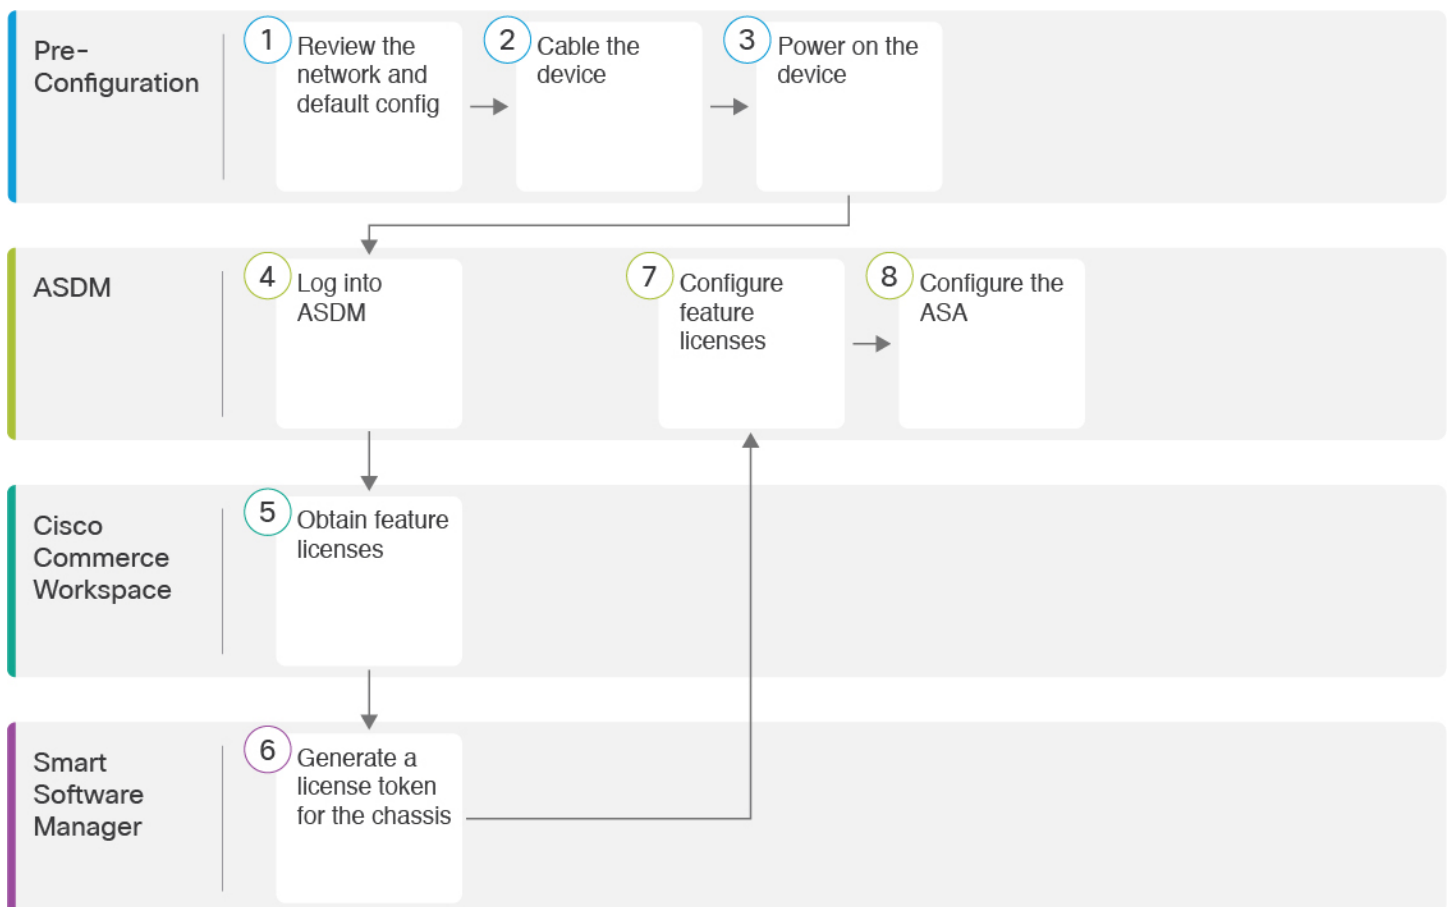 Pre-
Configuration
1
Review the
network and
default config
2
Cable the
device
3
Power on the
device
ASDM
4
Log into
ASDM
7
Configure
feature
licenses
8
Configure the
ASA
Cisco
Commerce
Workspace
5
Obtain feature
licenses
Smart
Software
Manager
6
Generate a
license token
for the chassis